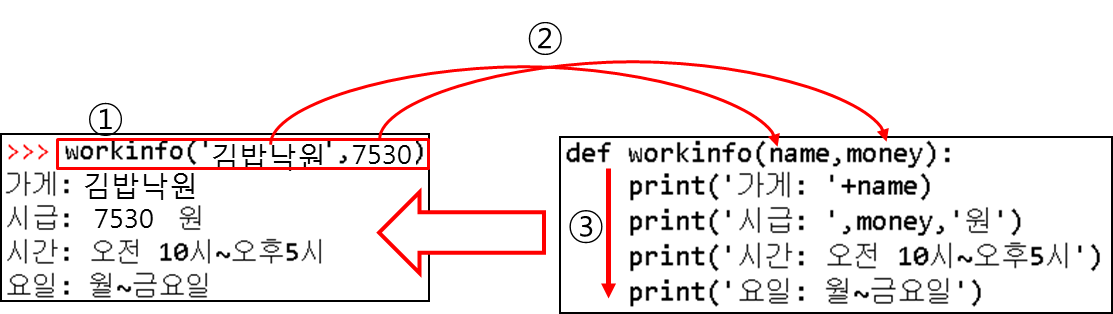 ②
①
>>> workinfo('김밥낙원',7530)
가게: 김밥낙원
시급: 7530 원
시간: 오전 10시~오후5시
요일: 월~금요일
def workinfo(name,money):
print('가게: '+name)
print('시급: ',money,'원')
③
print('시간: 오전 10시~오후5시')
print('요일: 월~금요일')